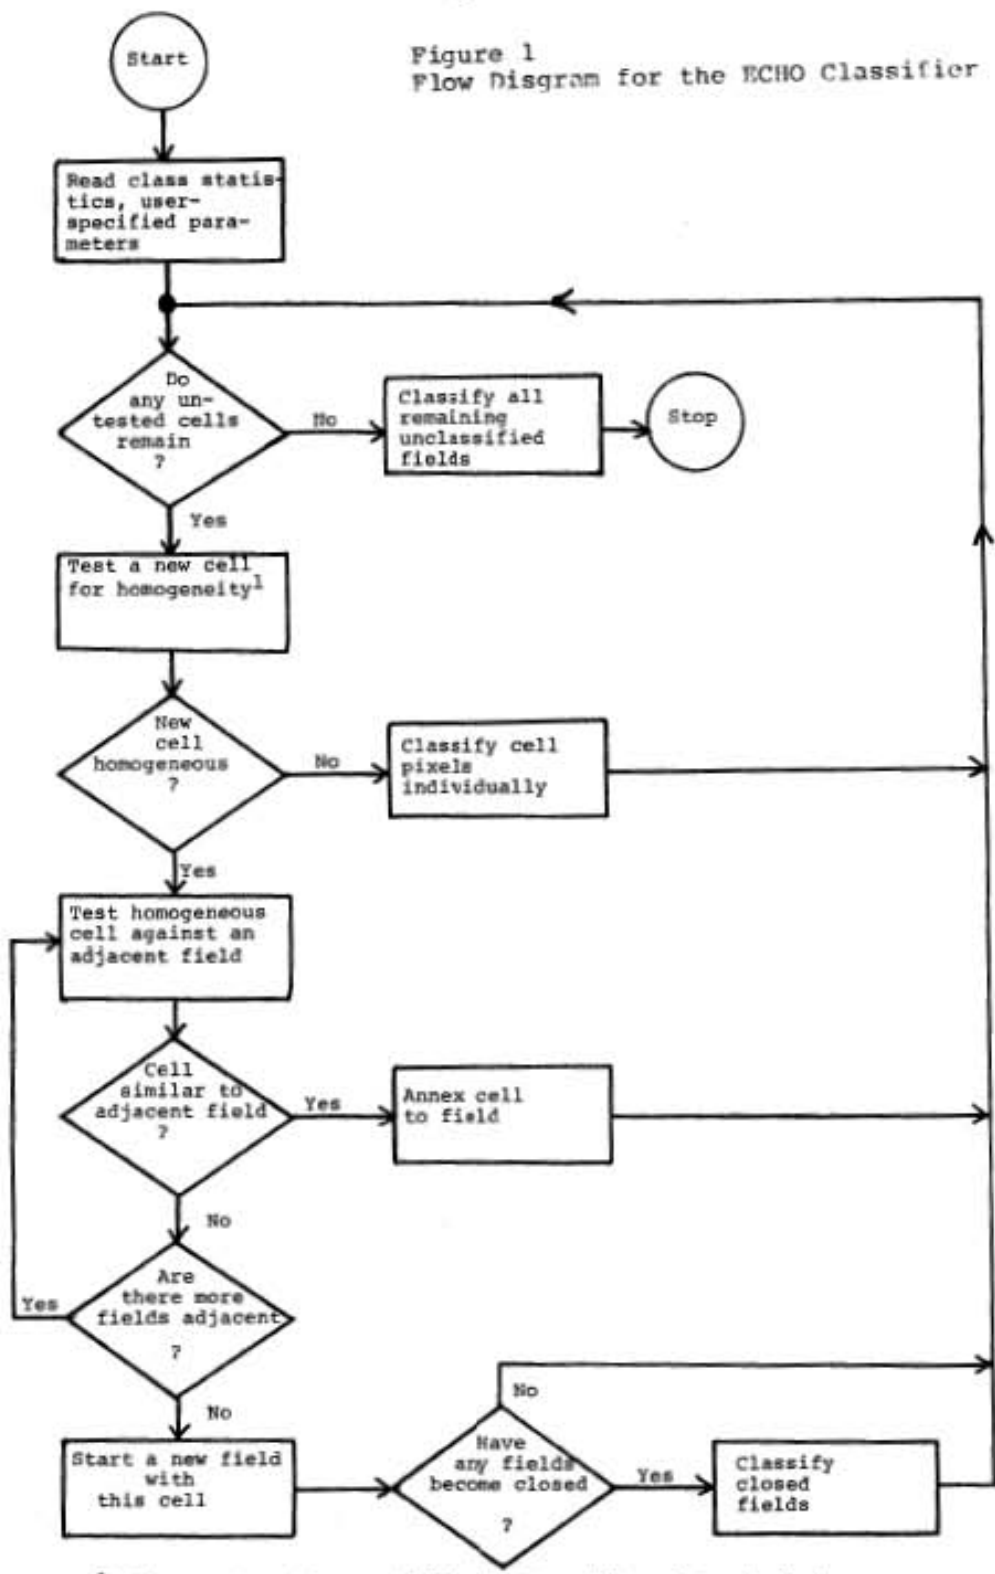 Start
Figure 1
Flow Disgram for the ECHO Classifier
Read class statis-
tics, user-
specified para-
meters
Do
any un-
tested cells
remain
?
No
Classify all
remaining
unclassified
fields
Stop
Yes
Test a new cell
for homogeneity1
New
cell
homogeneous
?
No
Classify cell
pixels
individually
Yes
Test homogeneous
cell against an
adjacent field
Cell
similar to
adjacent field
?
Yes
Annex cell
to field
No
Are
there more
fields adjacent
?
Yes
No
Start a new field
with
this cell
Have
any fields
become closed
?
No
Yes
Classify
closed
fields